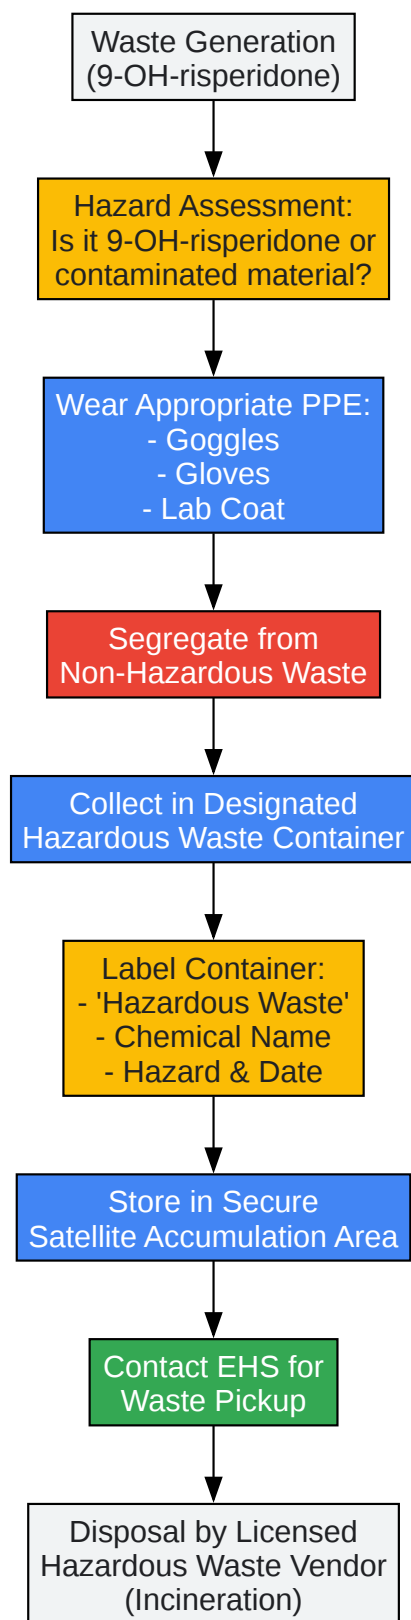 Waste Generation
(9-OH-risperidone)
Hazard Assessment:
Is it 9-OH-risperidone or
contaminated material?
Wear Appropriate PPE:
- Goggles
- Gloves
- Lab Coat
Segregate from
Non-Hazardous Waste
Collect in Designated
Hazardous Waste Container
Label Container:
- 'Hazardous Waste'
- Chemical Name
- Hazard & Date
Store in Secure
Satellite Accumulation Area
Contact EHS for
Waste Pickup
Disposal by Licensed
Hazardous Waste Vendor
(Incineration)